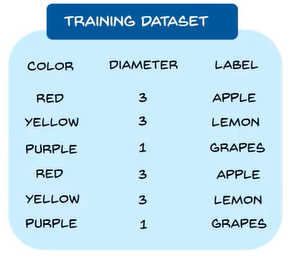 TRAINING DATASET
COLOR DIAMETER LABEL
RED 3 APPLE
YELLOW 3 LEMON
PURPLE 1 GRAPES
RED 3 APPLE
YELLOW 3 LEMON
PURPLE 1 GRAPES